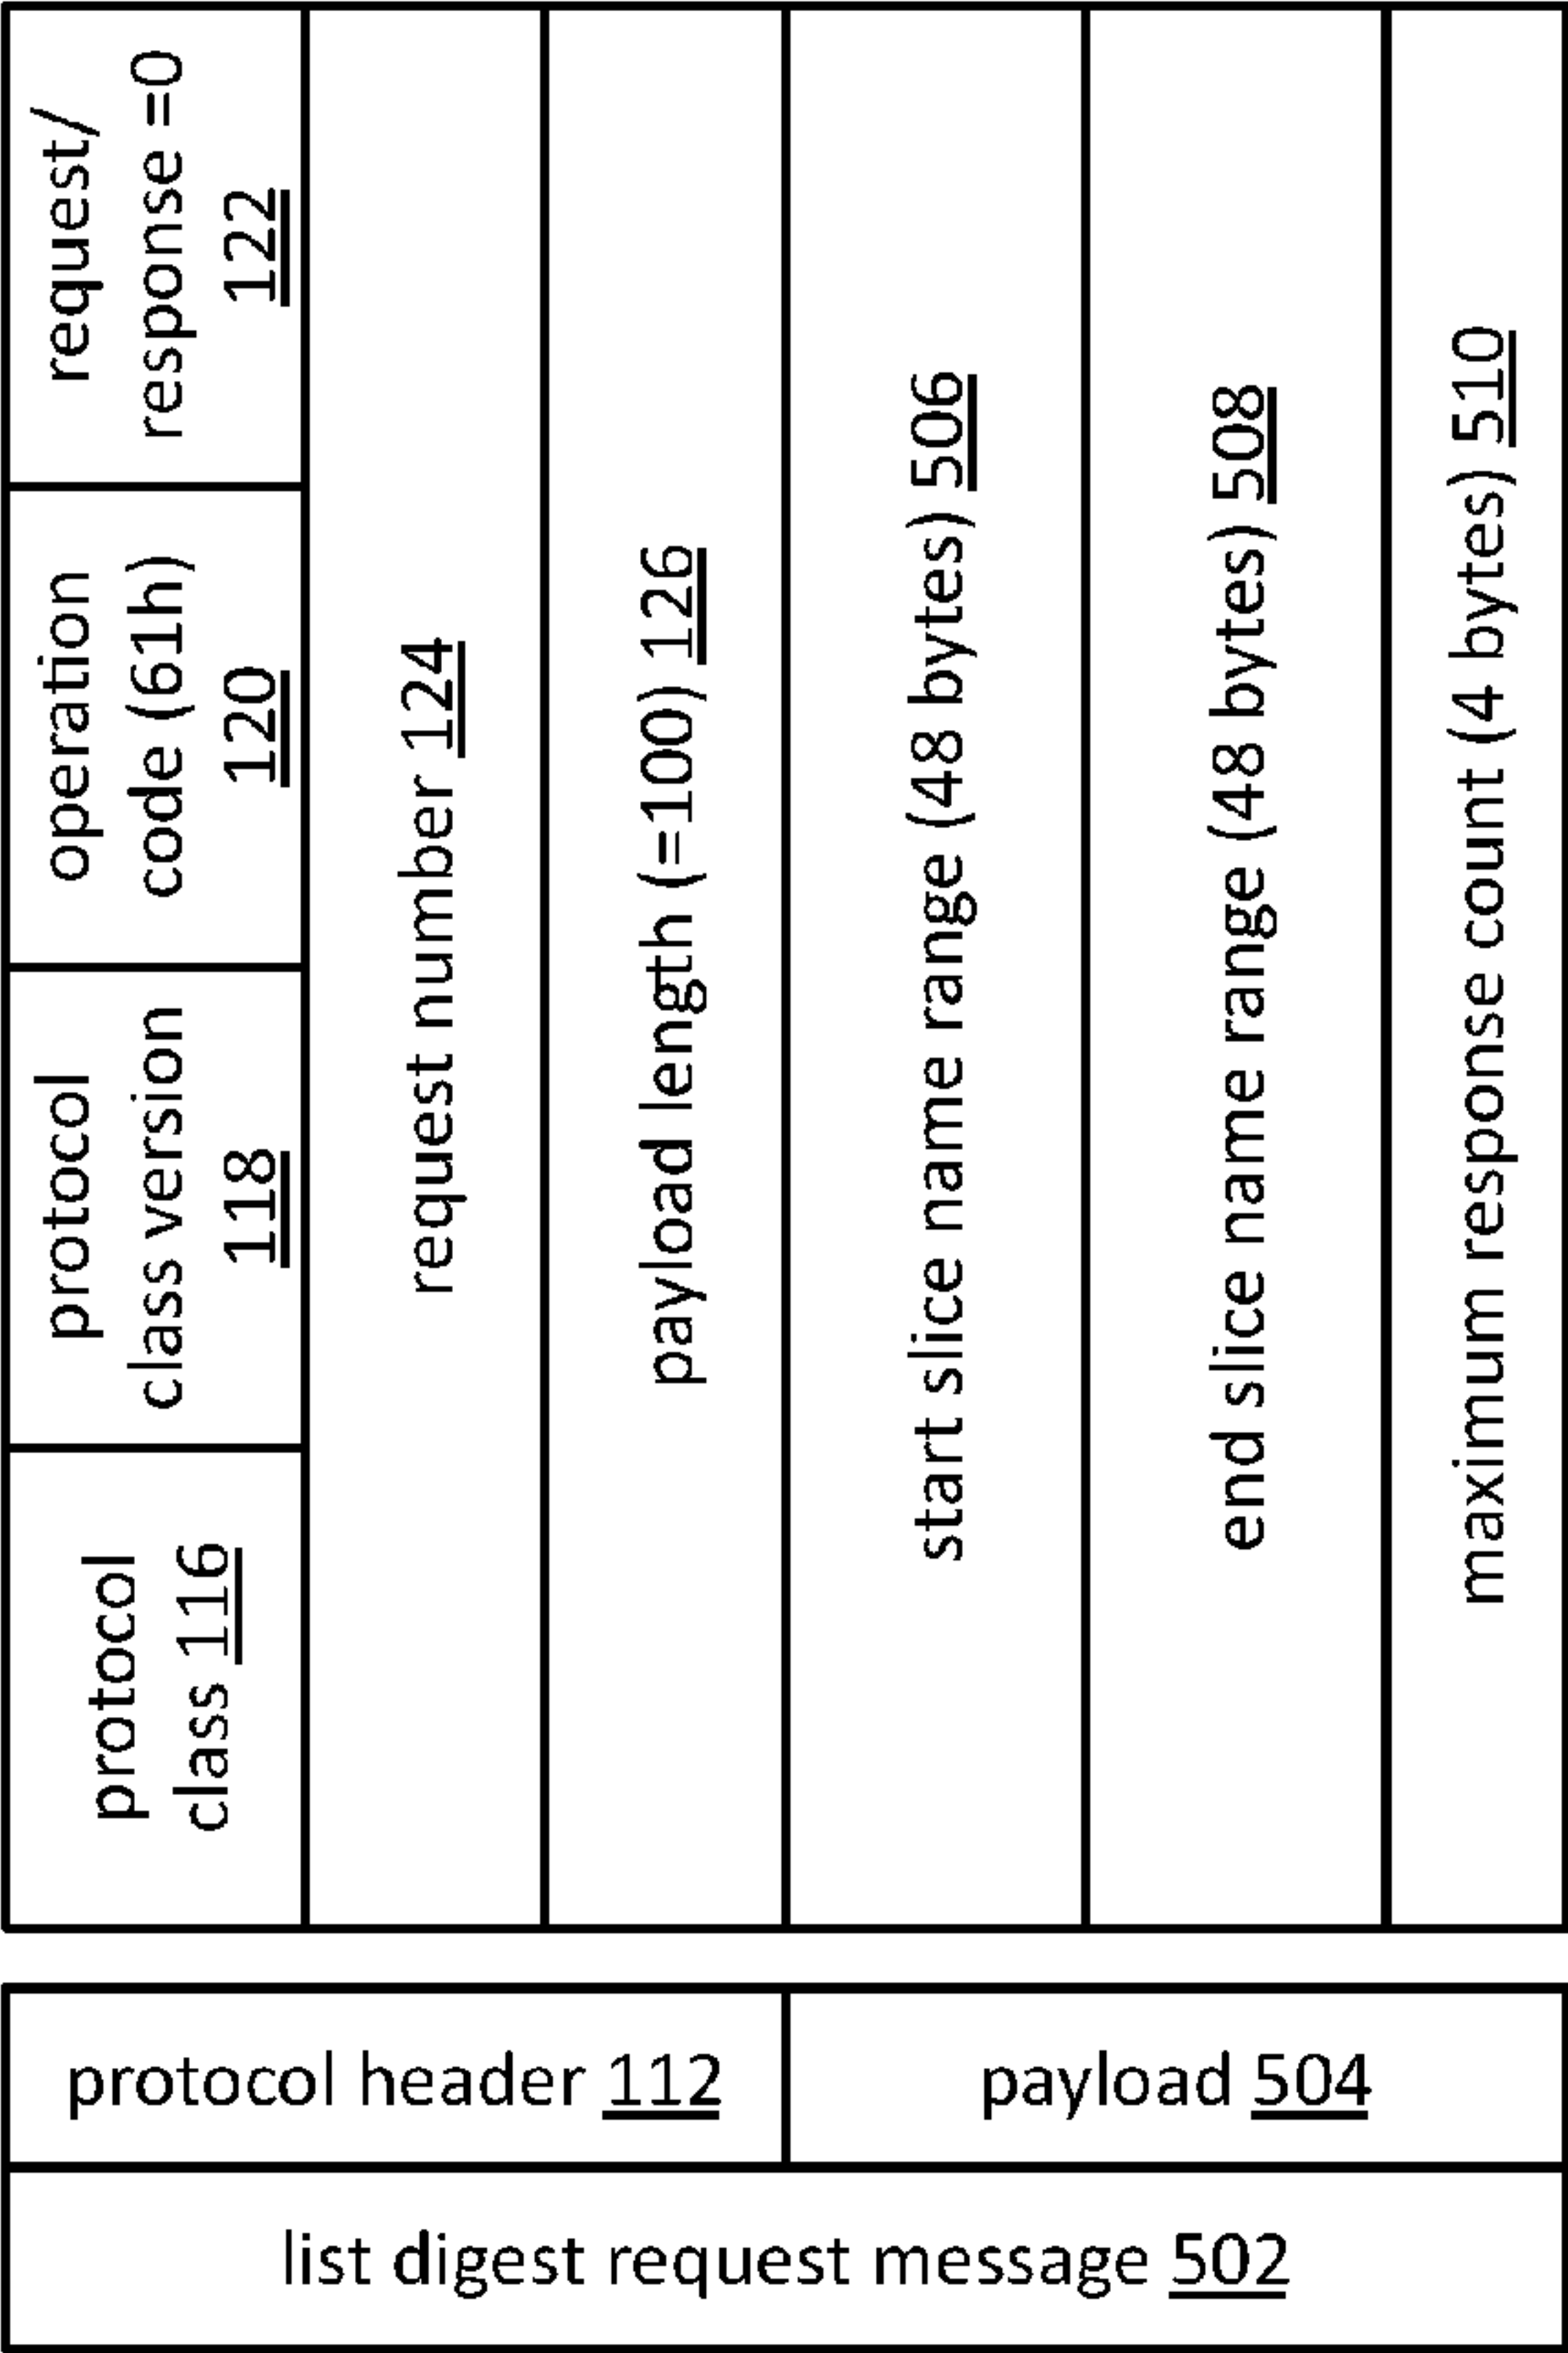 protocol
class 116
protocol
class version
118
operation
code (61h)
120
request/
response =0
122
request number 124
payload length (=100) 126
start slice name range (48 bytes) 506
end slice name range (48 bytes) 508
maximum response count (4 bytes) 510
protocol header 112
payload 504
list digest request message 502